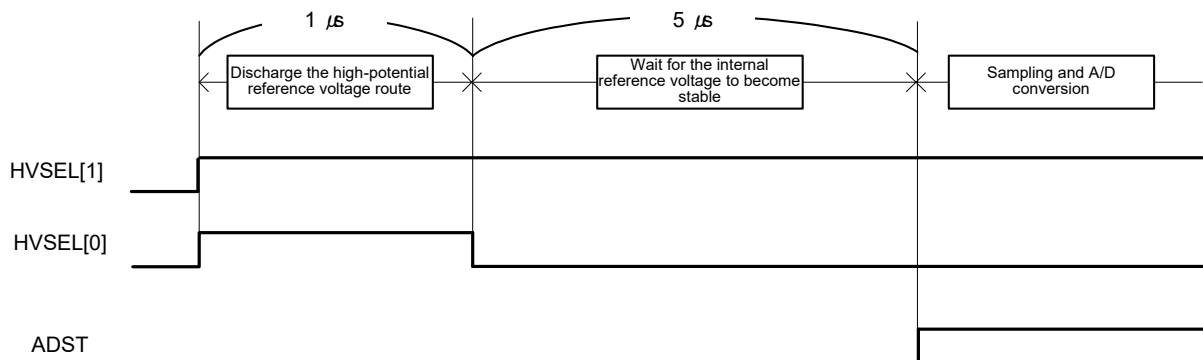 1 µs
5 µs
Discharge the high-potential
reference voltage route
Wait for the internal
reference voltage to become
stable
Sampling and A/D
conversion
HVSEL[1]
HVSEL[0]
ADST